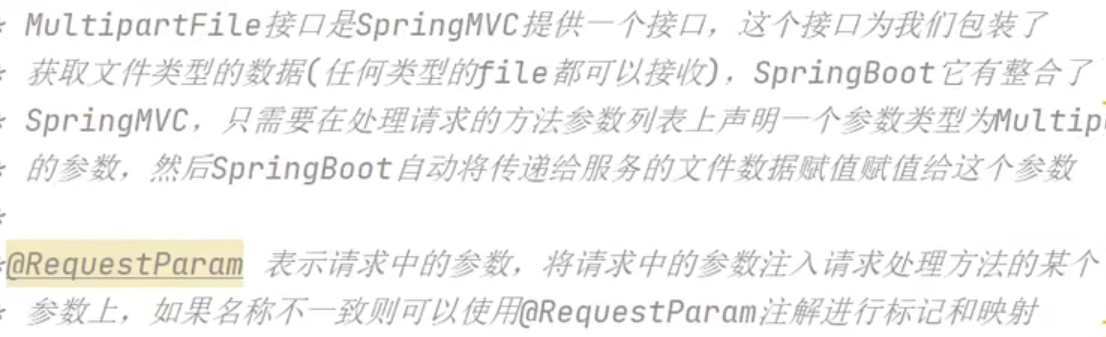 * MultipartFile接口是SpringMVC提供一个接口，这个接口为我们包装了
* 获取文件类型的数据(任何类型的file都可以接收)，SpringBoot它有整合了
* SpringMVC，只需要在处理请求的方法参数列表上声明一个参数类型为Multip
* 的参数，然后SpringBoot自动将传递给服务的文件数据赋值赋值给这个参数
*
*@RequestParam 表示请求中的参数，将请求中的参数注入请求处理方法的某个
* 参数上，如果名称不一致则可以使用@RequestParam注解进行标记和映射